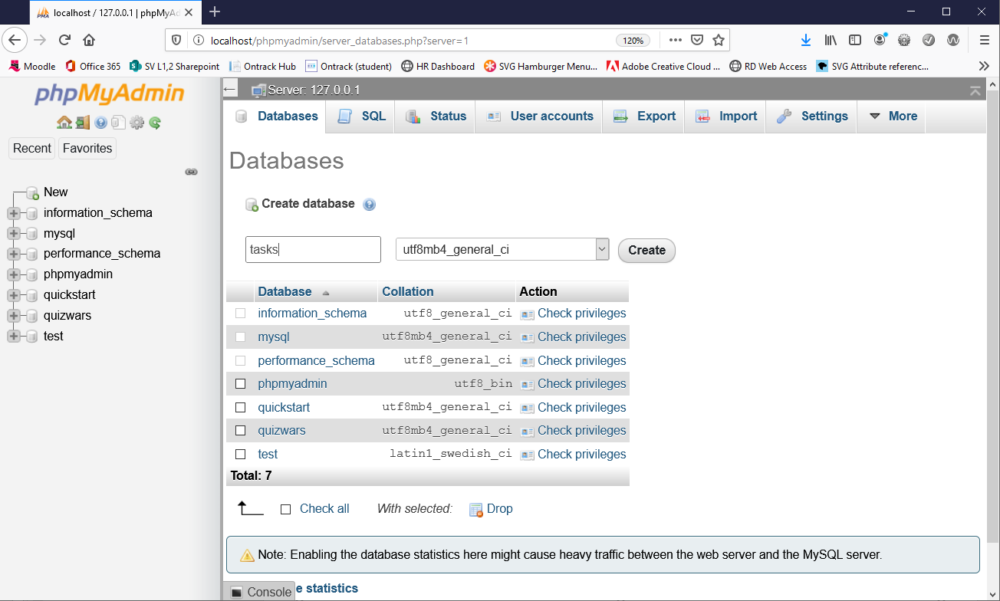 localhost / 127.0.0.1 | phpMyAd
localhost/phpmyadmin/server_databases.php?server=1 120%
Moodle Office 365 SV L1,2 Sharepoint Ontrack Hub Ontrack (student) HR Dashboard SVG Hamburger Menu... Adobe Creative Cloud ... RD Web Access SVG Attribute referenc...
phpMyAdmin
Recent Favorites
New
information_schema
mysql
performance_schema
phpmyadmin
quickstart
quizwars
test
Server: 127.0.0.1
Databases SQL Status User accounts Export Import Settings More
Databases
Create database
tasks utf8mb4_general_ci Create
Database Collation Action
information_schema utf8_general_ci Check privileges
mysql utf8mb4_general_ci Check privileges
performance_schema utf8_general_ci Check privileges
phpmyadmin utf8_bin Check privileges
quickstart utf8mb4_general_ci Check privileges
quizwars utf8mb4_general_ci Check privileges
test latin1_swedish_ci Check privileges
Total: 7
Check all With selected: Drop
Note: Enabling the database statistics here might cause heavy traffic between the web server and the MySQL server.
Console e statistics